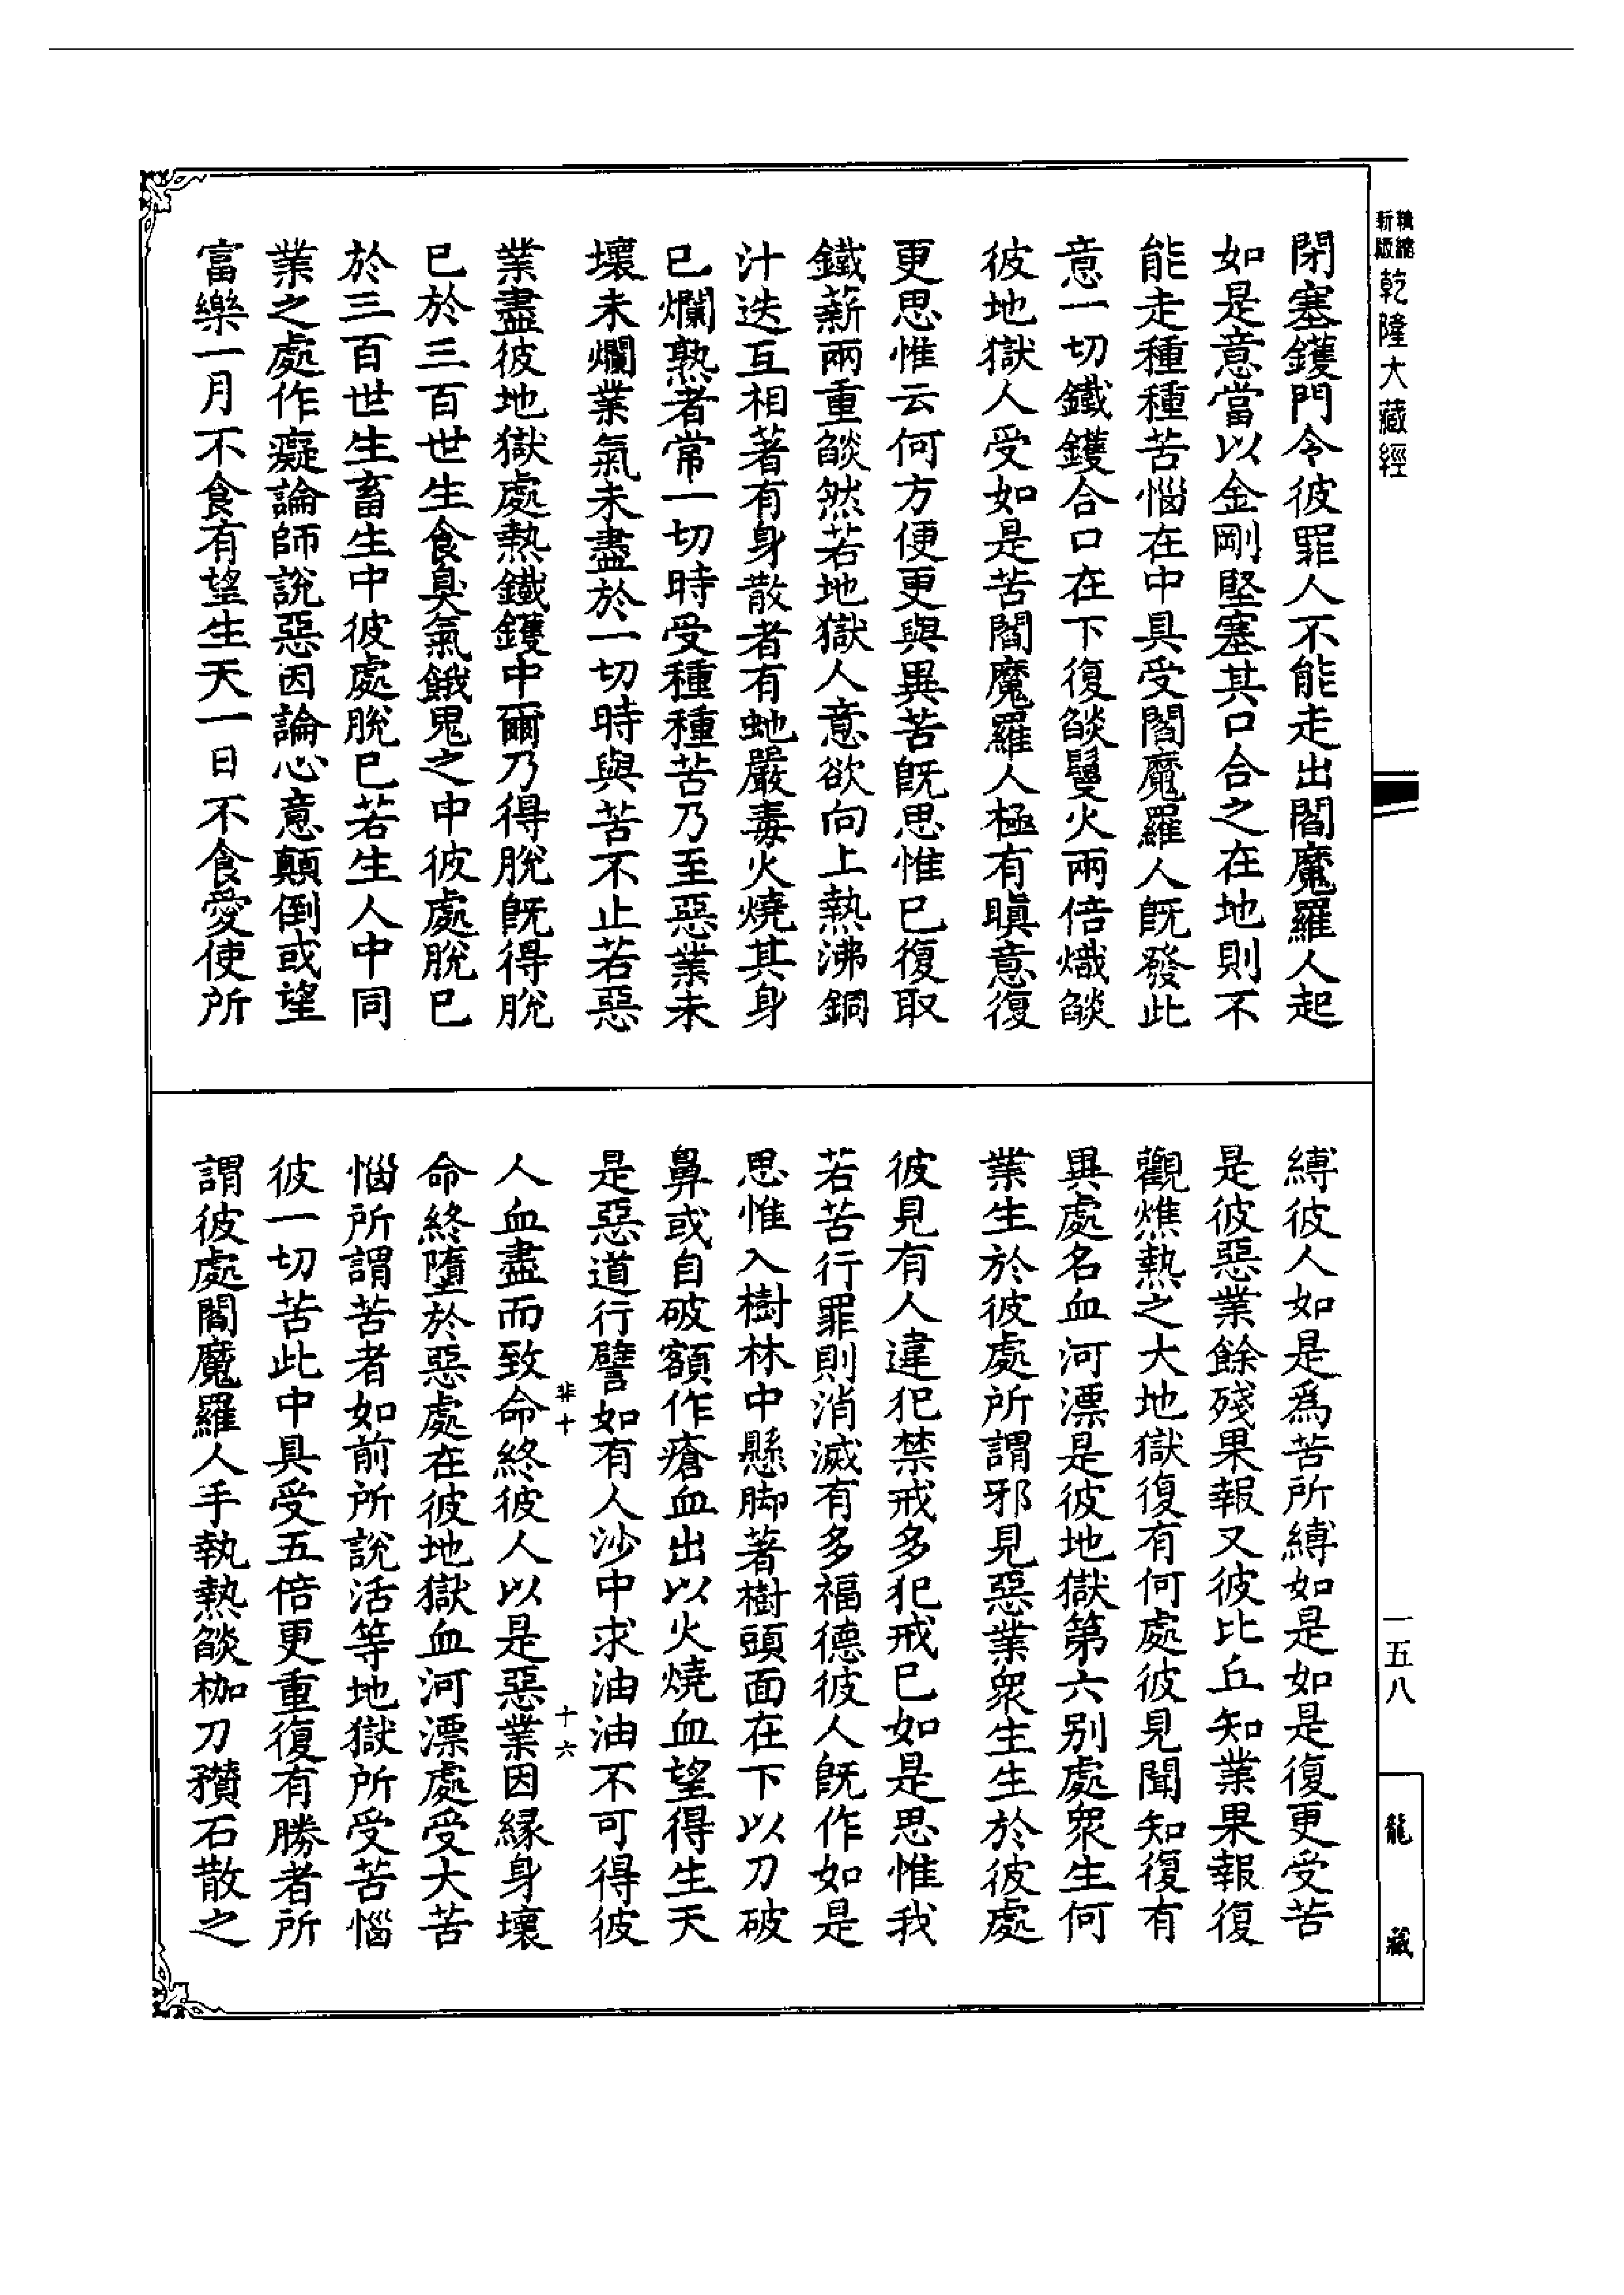 精縮
新版
乾隆大藏經
閉塞鑊門令彼罪人不能走出閻魔羅人起
如是意當以金剛堅塞其口合之在地則不
能走種種苦惱在中具受閻魔羅人既發此
意一切鐵鑊合口在下復燄鬘火兩倍熾燄
彼地獄人受如是苦閻魔羅人極有瞋意復
更思惟云何方便更與異苦既思惟已復取
鐵薪兩重燄然若地獄人意欲向上熱沸銅
汁迭互相著有身散者有虵嚴毒火燒其身
已爛熟者常一切時受種種苦乃至惡業未
壞未爛業氣未盡於一切時與苦不止若惡
業盡彼地獄處熱鐵鑊中爾乃得脫既得脫
已於三百世生食臭氣餓鬼之中彼處脫已
於三百世生畜生中彼處脫已若生人中同
業之處作癡論師說惡因論心意顛倒或望
富樂一月不食有望生天一日不食愛使所
縛彼人如是爲苦所縛如是如是復更受苦
是彼惡業餘殘果報又彼比丘知業果報復
觀燋熱之大地獄復有何處彼見聞知復有
異處名血河漂是彼地獄第六别處衆生何
業生於彼處所謂邪見惡業衆生生於彼處
彼見有人違犯禁戒多犯戒已如是思惟我
若苦行罪則消滅有多福德彼人既作如是
思惟入樹林中懸脚著樹頭面在下以刀破
鼻或自破額作瘡血出以火燒血望得生天
是惡道行譬如有人沙中求油油不可得彼
非十
十六
人血盡而致命終彼人以是惡業因緣身壞
命終墮於惡處在彼地獄血河漂處受大苦
惱所謂苦者如前所說活等地獄所受苦惱
彼一切苦此中具受五倍更重復有勝者所
謂彼處閻魔羅人手執熱燄枷刀積石散之
一五八
龍藏